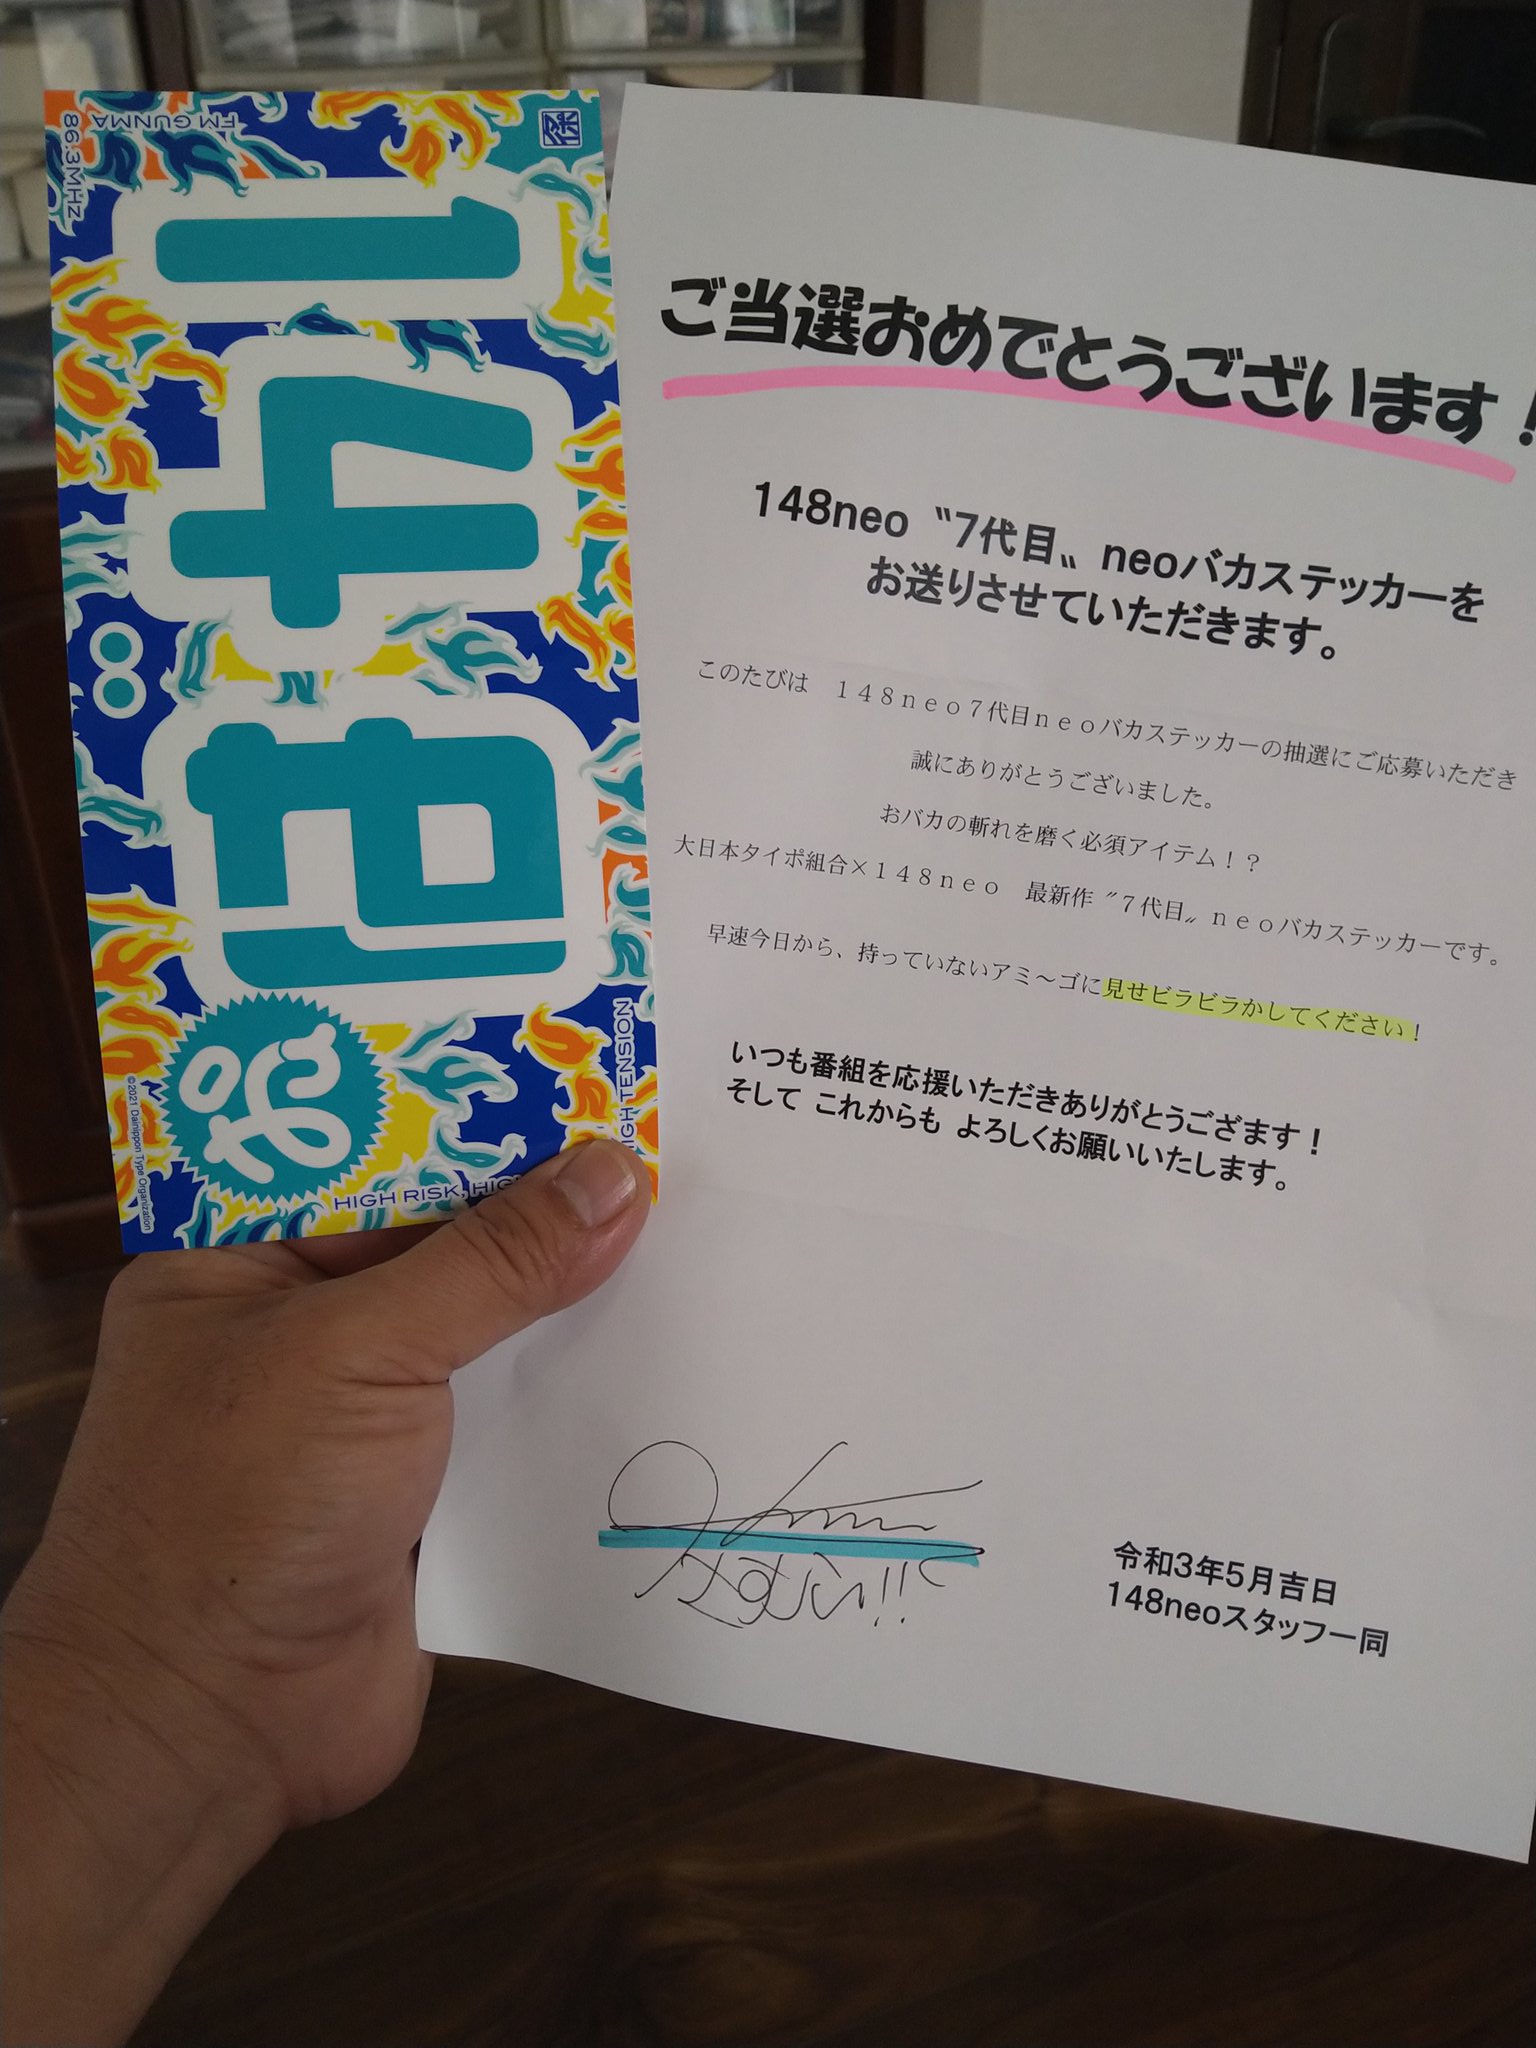 FM GUNMA
86.3MHz
14
HIGH RISK,
HIGH TENSION
©2021 Dainippon Type Organization
ご当選おめでとうございます！
148neo〝7代目〟neoバカステッカーを
お送りさせていただきます。
このたびは　１４８ｎｅｏ７代目ｎｅｏバカステッカーの抽選にご応募いただき
誠にありがとうございました。
おバカの斬れを磨く必須アイテム！？
大日本タイポ組合×１４８ｎｅｏ　最新作〝７代目〟ｎｅｏバカステッカーです。
早速今日から、持っていないアミ～ゴに見せビラビラかしてください！
いつも番組を応援いただきありがとうござます！
そして これからも よろしくお願いいたします。
令和3年5月吉日
148neoスタッフ一同